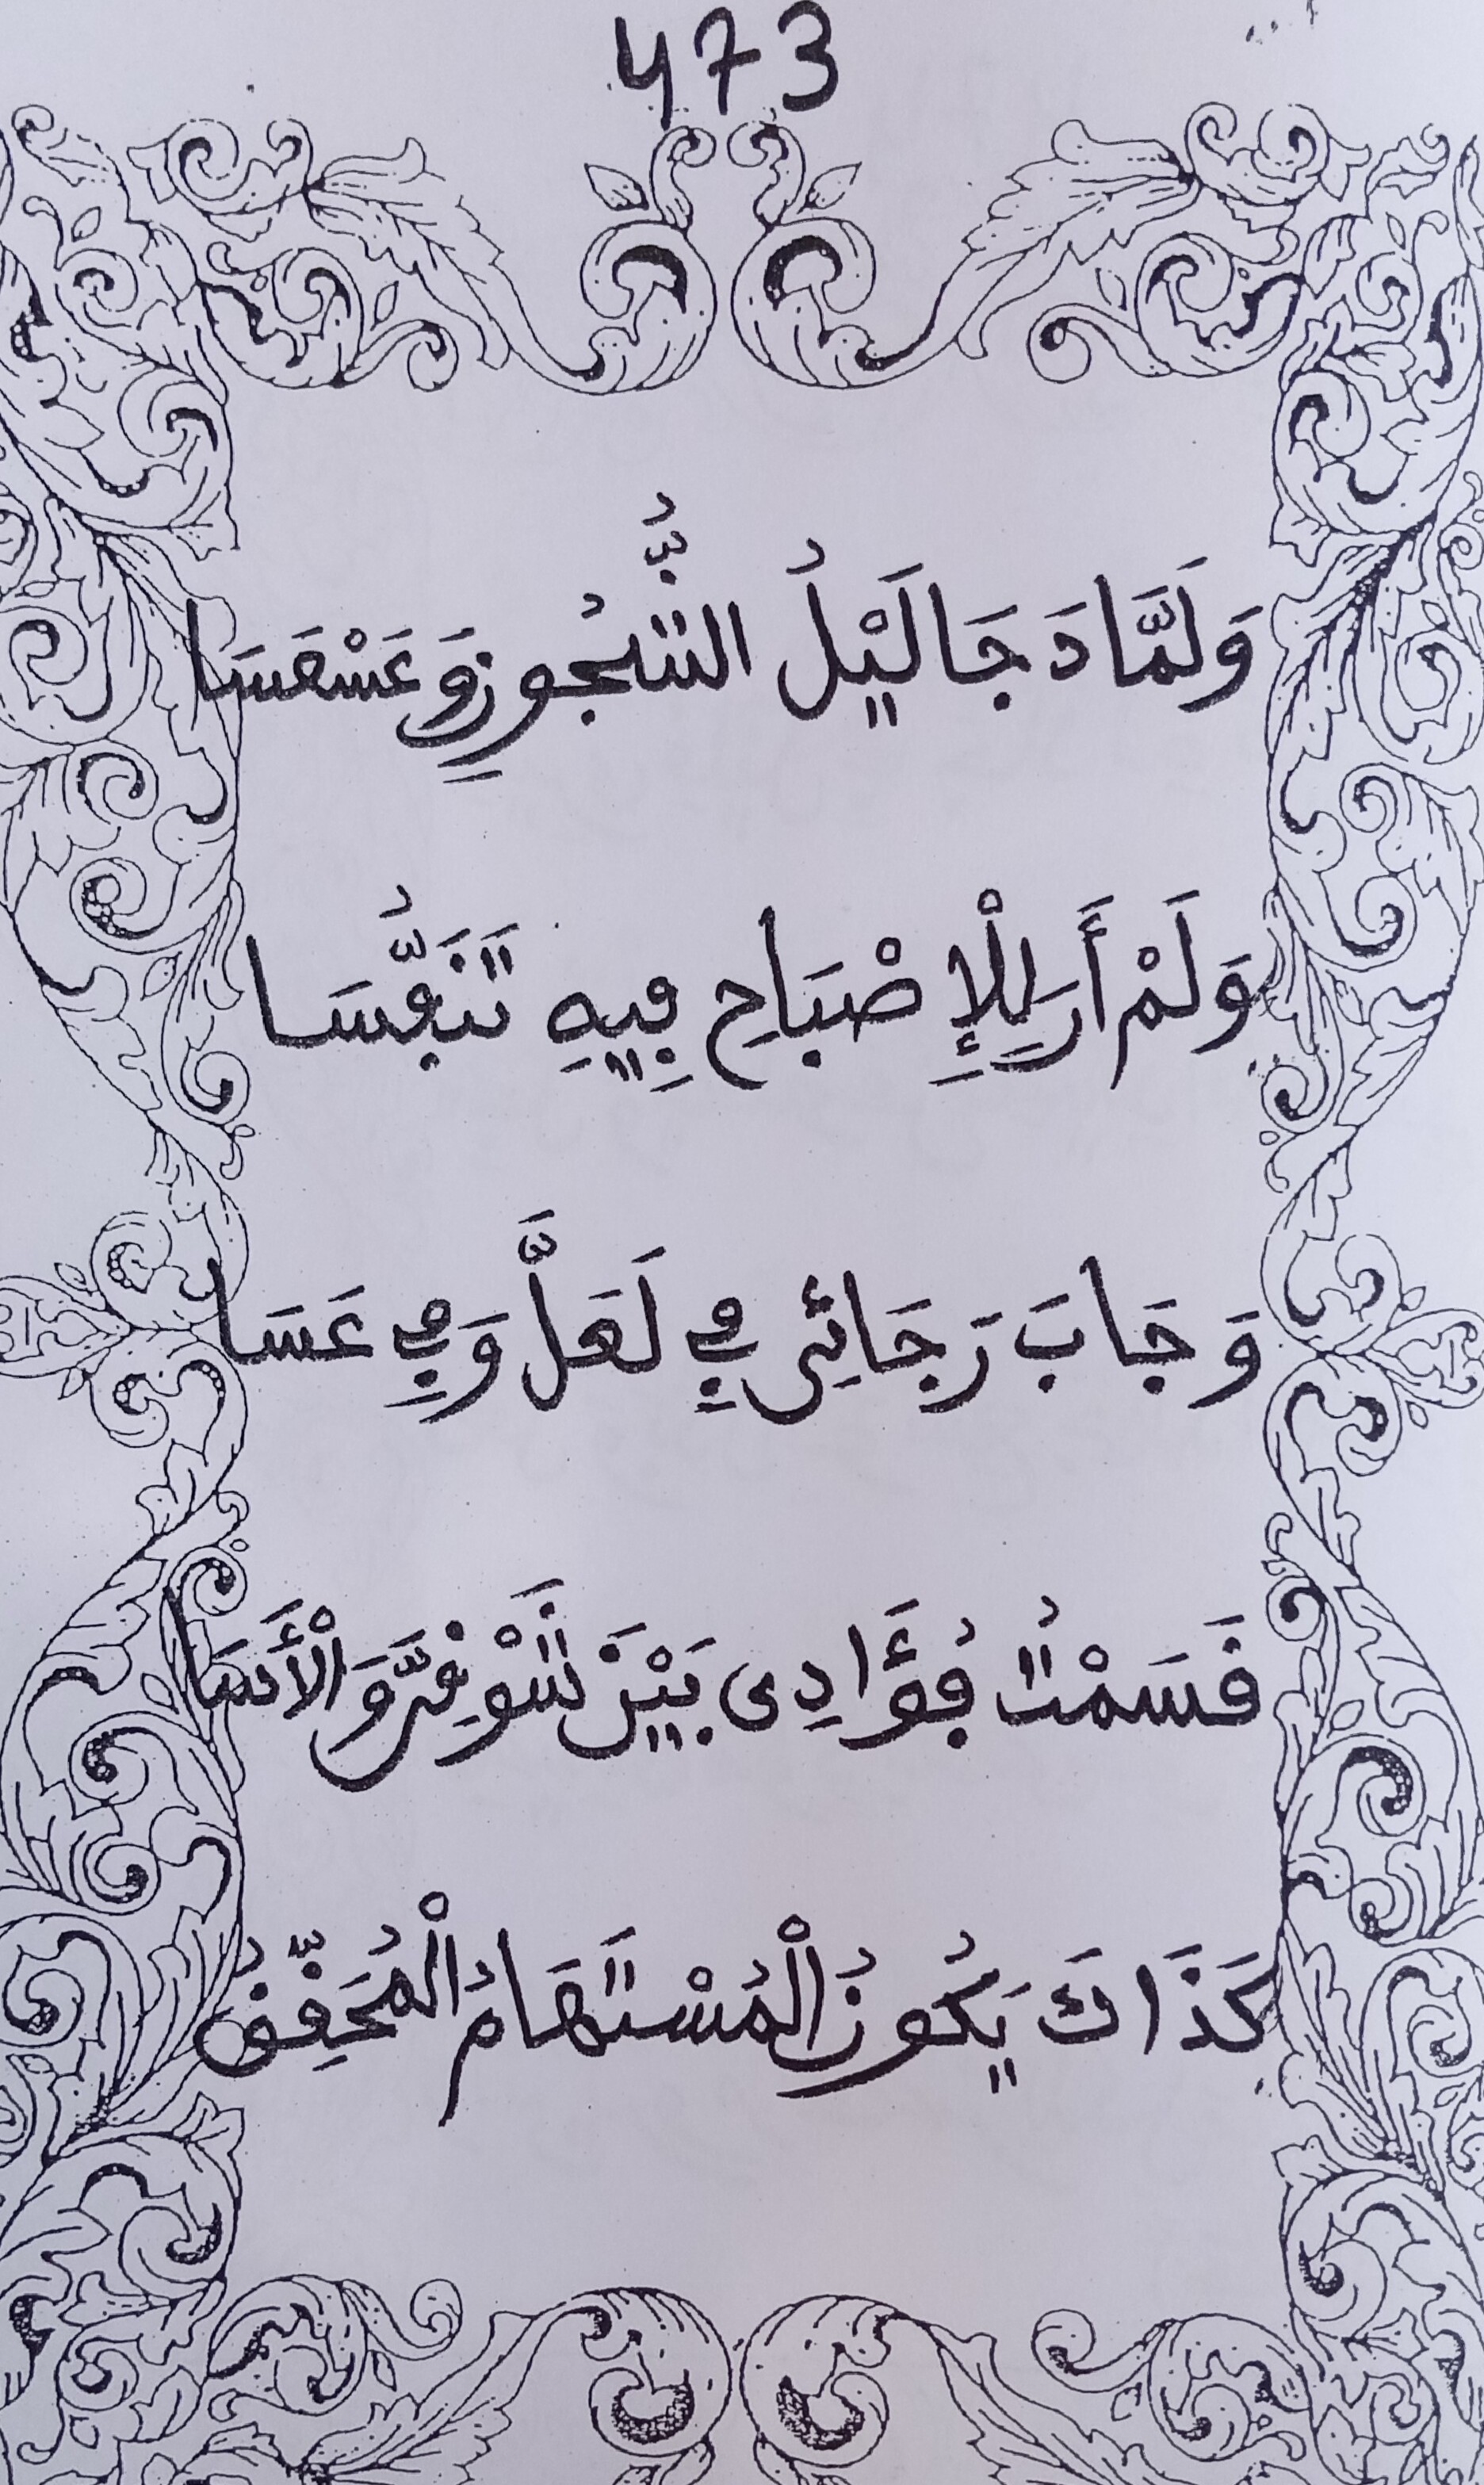 473
وَلَمَّا دَجَا لَيْلُ الشُّجُونِ وَعَسْعَسَا
وَلَمْ أَرَ لِلْإِصْبَاحِ فِيهِ تَنَفُّسَا
وَخَابَ رَجَائِي فِي لَعَلَّ وَفِي عَسَا
قَسَمْتُ فُؤَادِي بَيْنَ شَوْقِيَّ وَالْأَسَا
كَذَاكَ يَكُونُ الْمُسْتَهَامُ الْمُحَقِّقُ